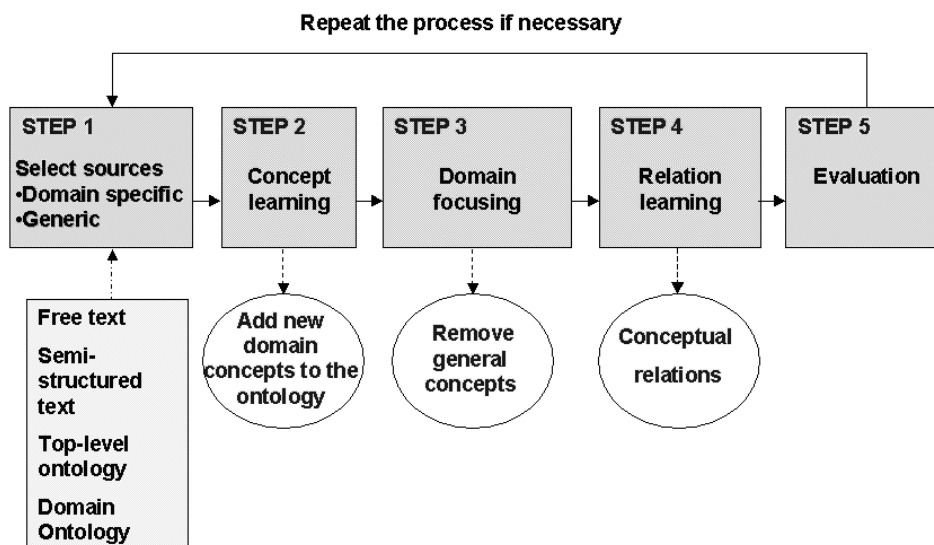 Repeat the process if necessary
STEP 1
Select sources
•Domain specific
•Generic
STEP 2
Concept
learning
STEP 3
Domain
focusing
STEP 4
Relation
learning
STEP 5
Evaluation
Free text
Semi-
structured
text
Top-level
ontology
Domain
Ontology
Add new
domain
concepts to the
ontology
Remove
general
concepts
Conceptual
relations